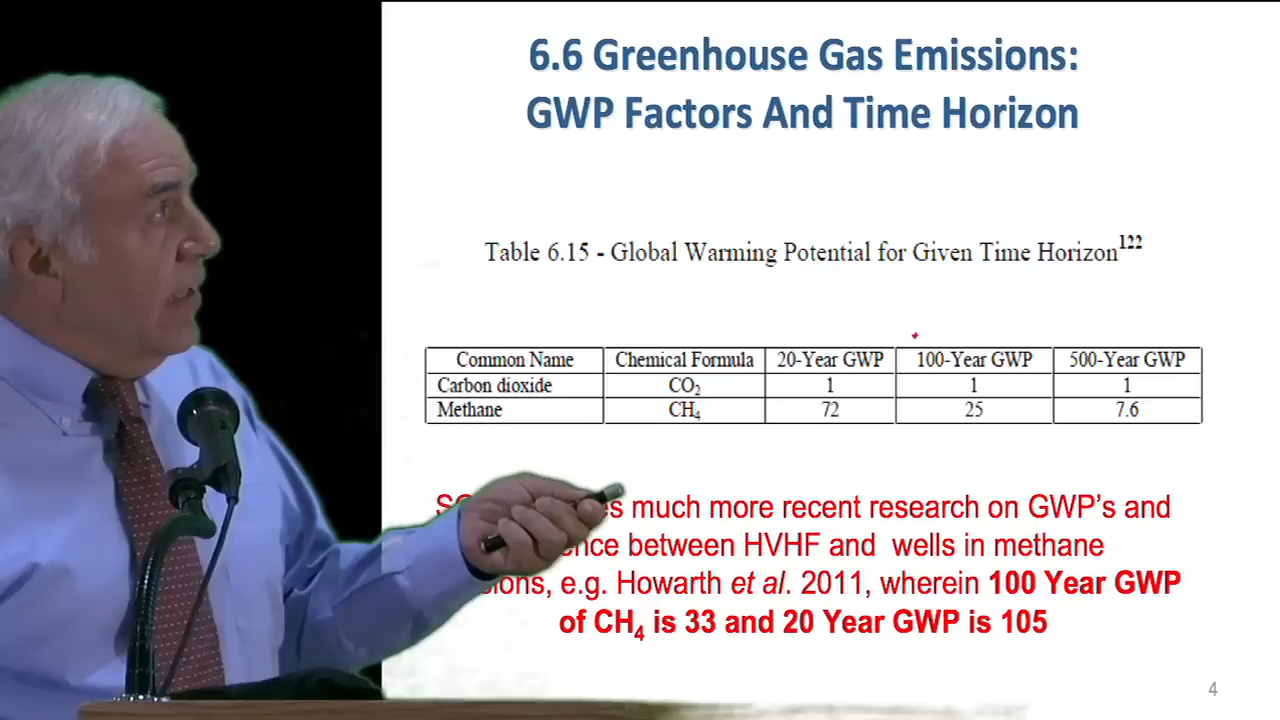 6.6 Greenhouse Gas Emissions:
GWP Factors And Time Horizon
Table 6.15 - Global Warming Potential for Given Time Horizon122
Common Name Chemical Formula 20-Year GWP 100-Year GWP 500-Year GWP
Carbon dioxide CO2 1 1 1
Methane CH4 72 25 7.6
much more recent research on GWP's and
between HVHF and wells in methane
e.g. Howarth et al. 2011, wherein 100 Year GWP
of CH4 is 33 and 20 Year GWP is 105
4